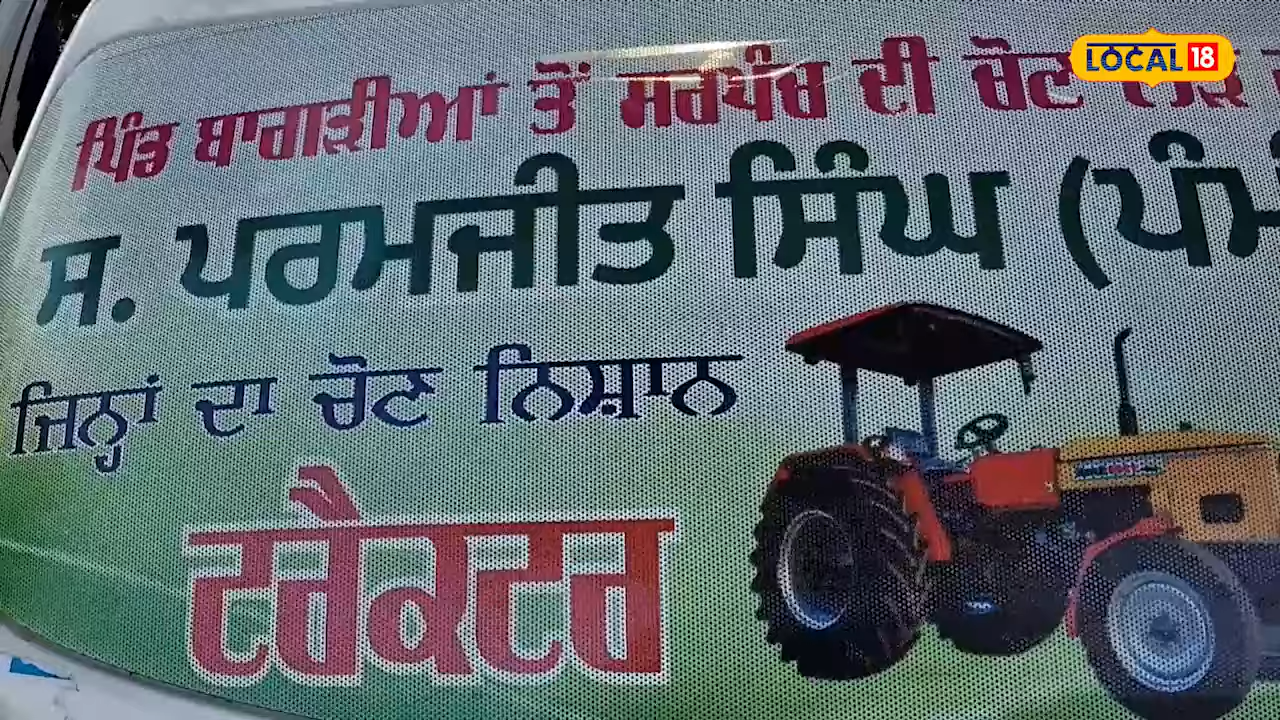 LOCAL 18
ਪਿੰਡ ਬਾਗੜੀਆਂ ਤੋਂ ਸਰਪੰਚ ਦੀ ਚੋਣ
ਸ. ਪਰਮਜੀਤ ਸਿੰਘ (ਪੰਮ
ਜਿਨ੍ਹਾਂ ਦਾ ਚੋਣ ਨਿਸ਼ਾਨ
ਟਰੈਕਟਰ